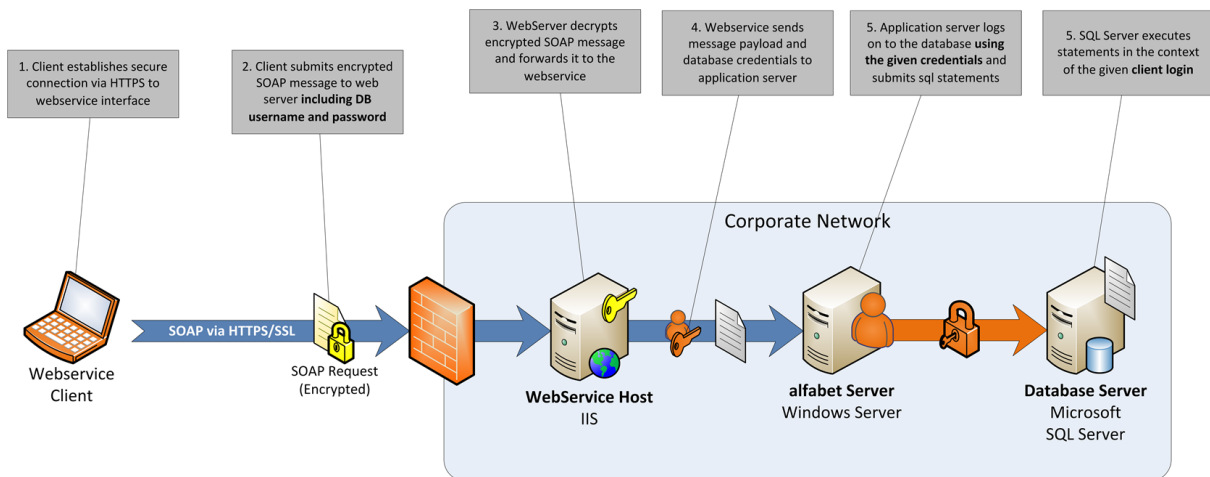 1. Client establishes secure
connection via HTTPS to
webservice interface
2. Client submits encrypted
SOAP message to web
server including DB
username and password
3. WebServer decrypts
encrypted SOAP message
and forwards it to the
webservice
4. Webservice sends
message payload and
database credentials to
application server
5. Application server logs
on to the database using
the given credentials and
submits sql statements
5. SQL Server executes
statements in the context
of the given client login
Corporate Network
SOAP via HTTPS/SSL
Webservice
Client
SOAP Request
(Encrypted)
WebService Host
IIS
alfabet Server
Windows Server
Database Server
Microsoft
SQL Server